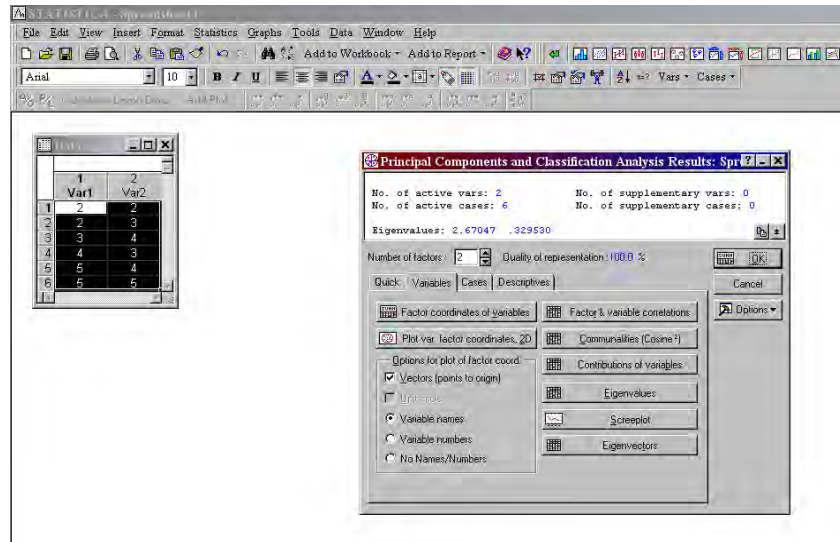 STATISTICA - Spreadsheet1
File Edit View Insert Format Statistics Graphs Tools Data Window Help
Add to Workbook Add to Report
Arial 10 B I U Vars Cases
Add Plot
Data
1 2
Var1 Var2
1 2 2
2 2 3
3 3 4
4 4 3
5 5 4
6 5 5
Principal Components and Classification Analysis Results: Spr
No. of active vars: 2 No. of supplementary vars: 0
No. of active cases: 6 No. of supplementary cases: 0
Eigenvalues: 2.67047 .329530
Number of factors: 2 Quality of representation: 100.0 % OK
Quick Variables Cases Descriptives Cancel
Factor coordinates of variables Factor & variable correlations Options
Plot var. factor coordinates, 2D Communalities (Cosine²)
Options for plot of factor coord. Contributions of variables
Vectors (points to origin)
Eigenvalues
Variable names Screeplot
Variable numbers Eigenvectors
No Names/Numbers